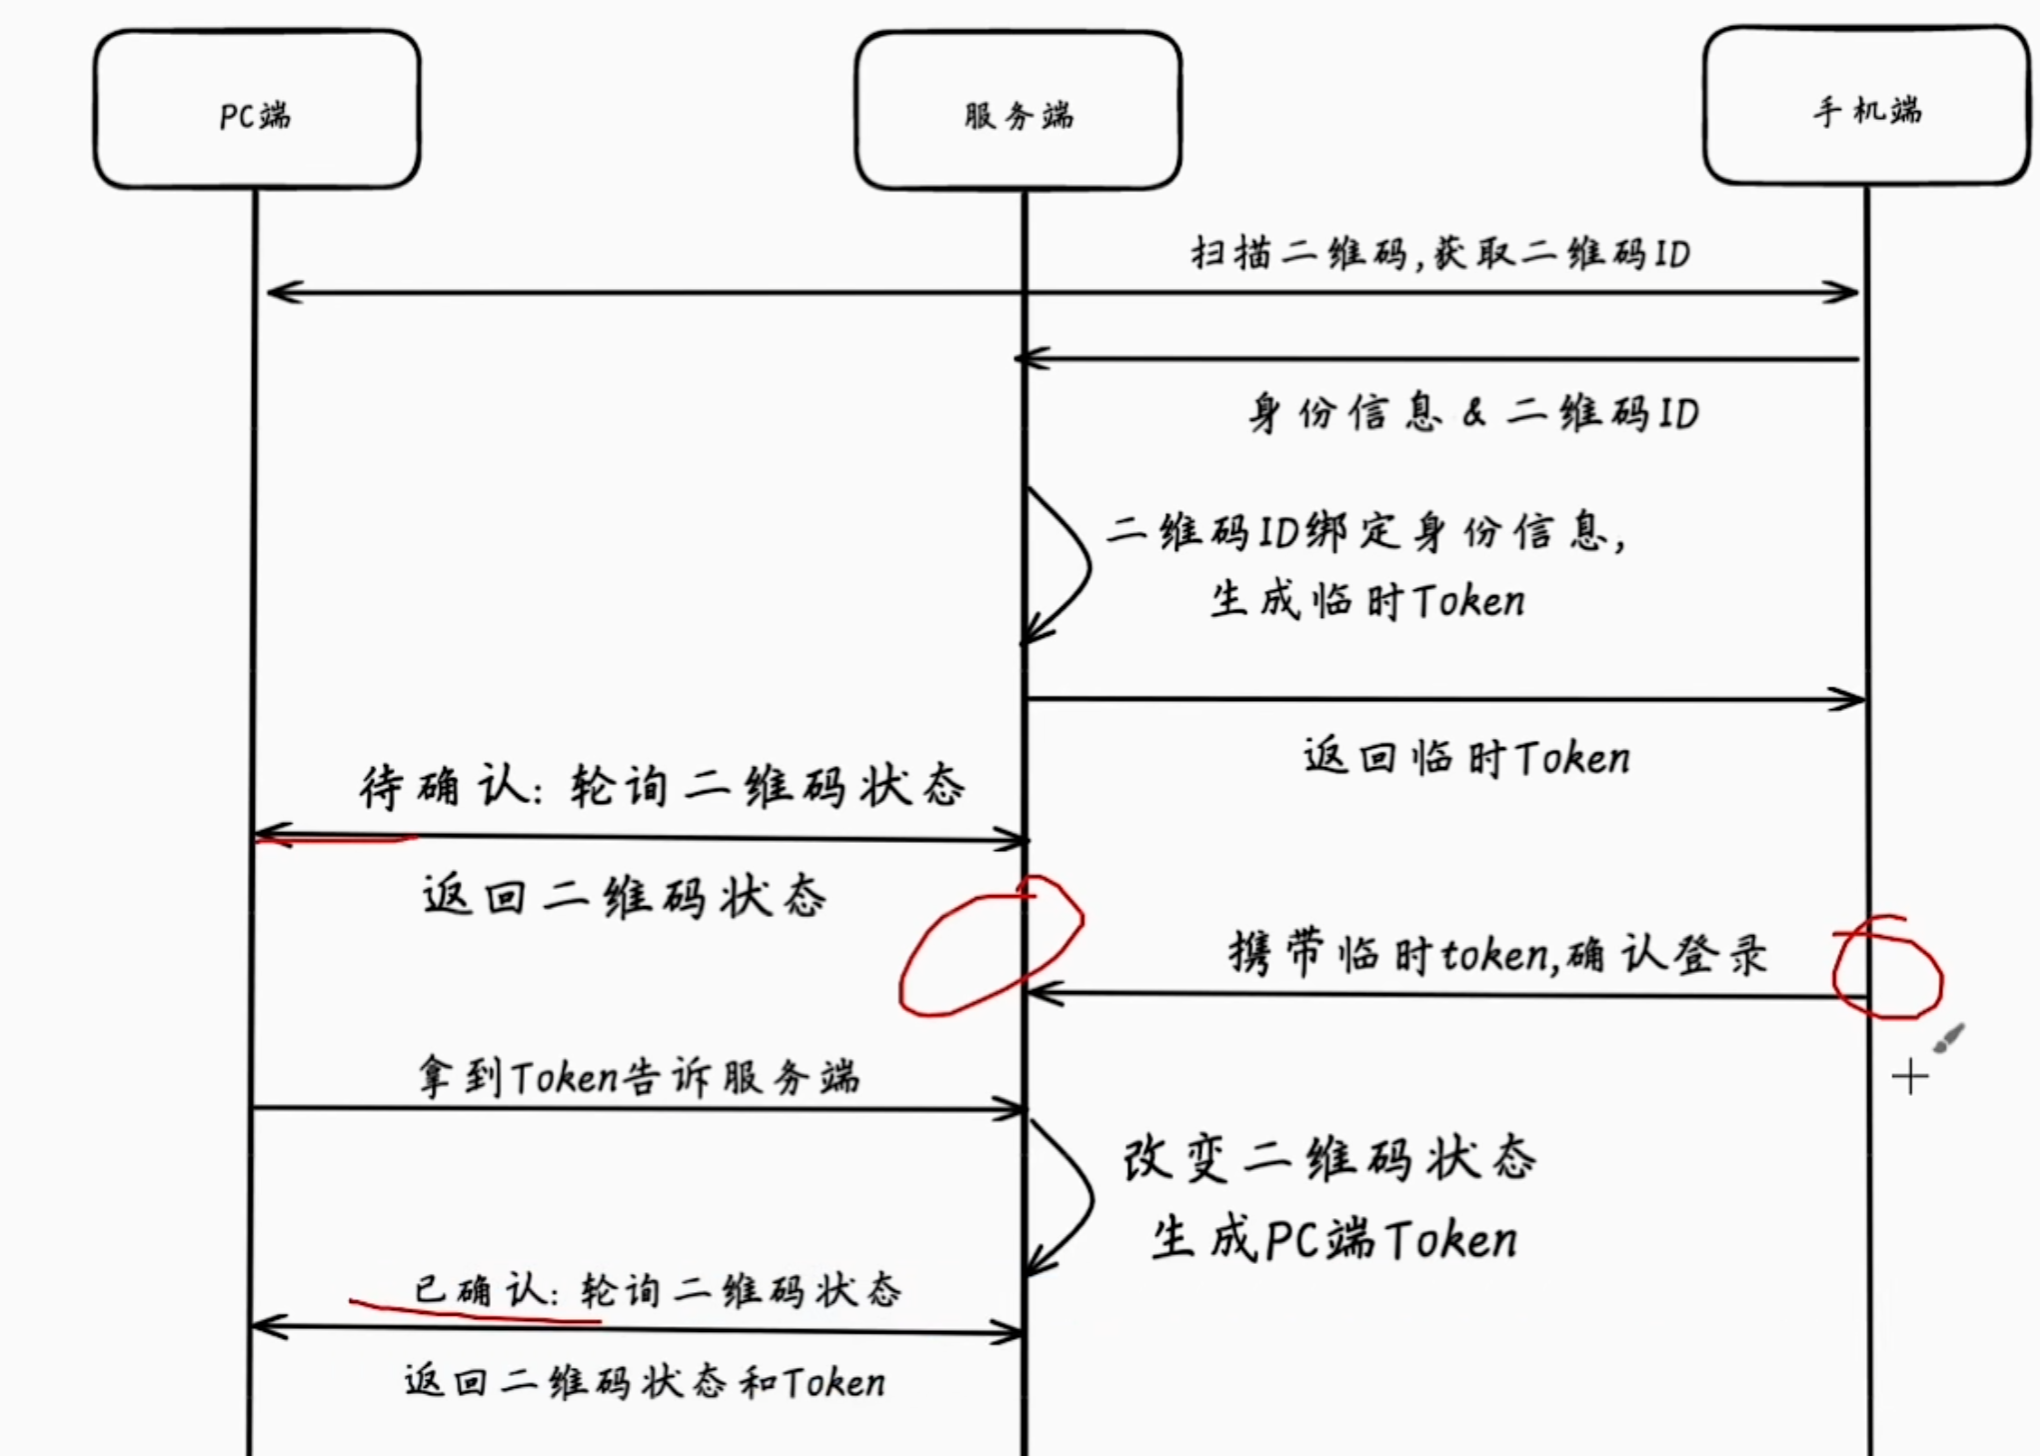 PC端
服务端
手机端
扫描二维码,获取二维码ID
身份信息 & 二维码ID
二维码ID绑定身份信息,
生成临时Token
返回临时Token
待确认: 轮询二维码状态
返回二维码状态
携带临时token,确认登录
拿到Token告诉服务端
改变二维码状态
生成PC端Token
已确认: 轮询二维码状态
返回二维码状态和Token